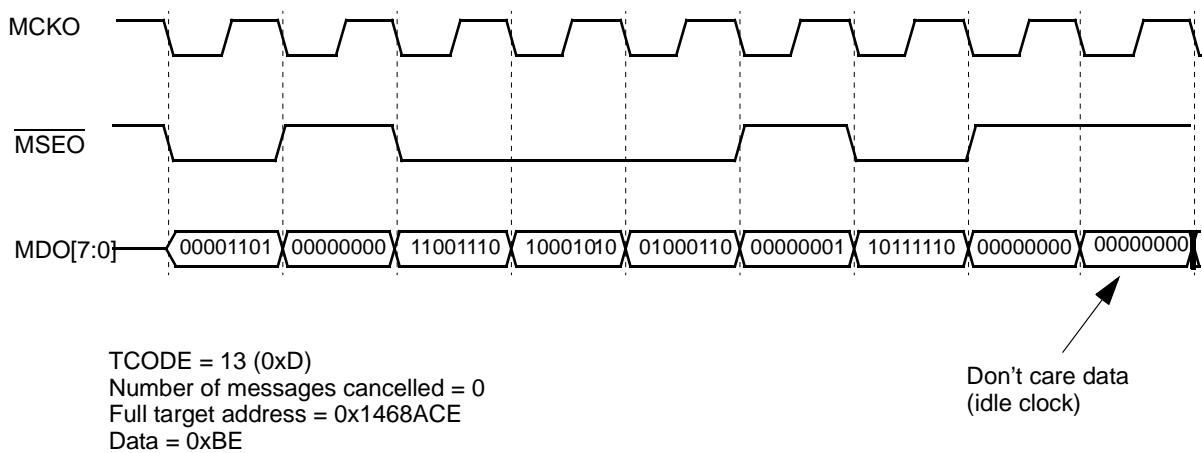 MCKO
MSEO
MDO[7:0] 00001101 00000000 11001110 10001010 01000110 00000001 10111110 00000000 00000000
TCODE = 13 (0xD)
Number of messages cancelled = 0
Full target address = 0x1468ACE
Data = 0xBE
Don't care data
(idle clock)